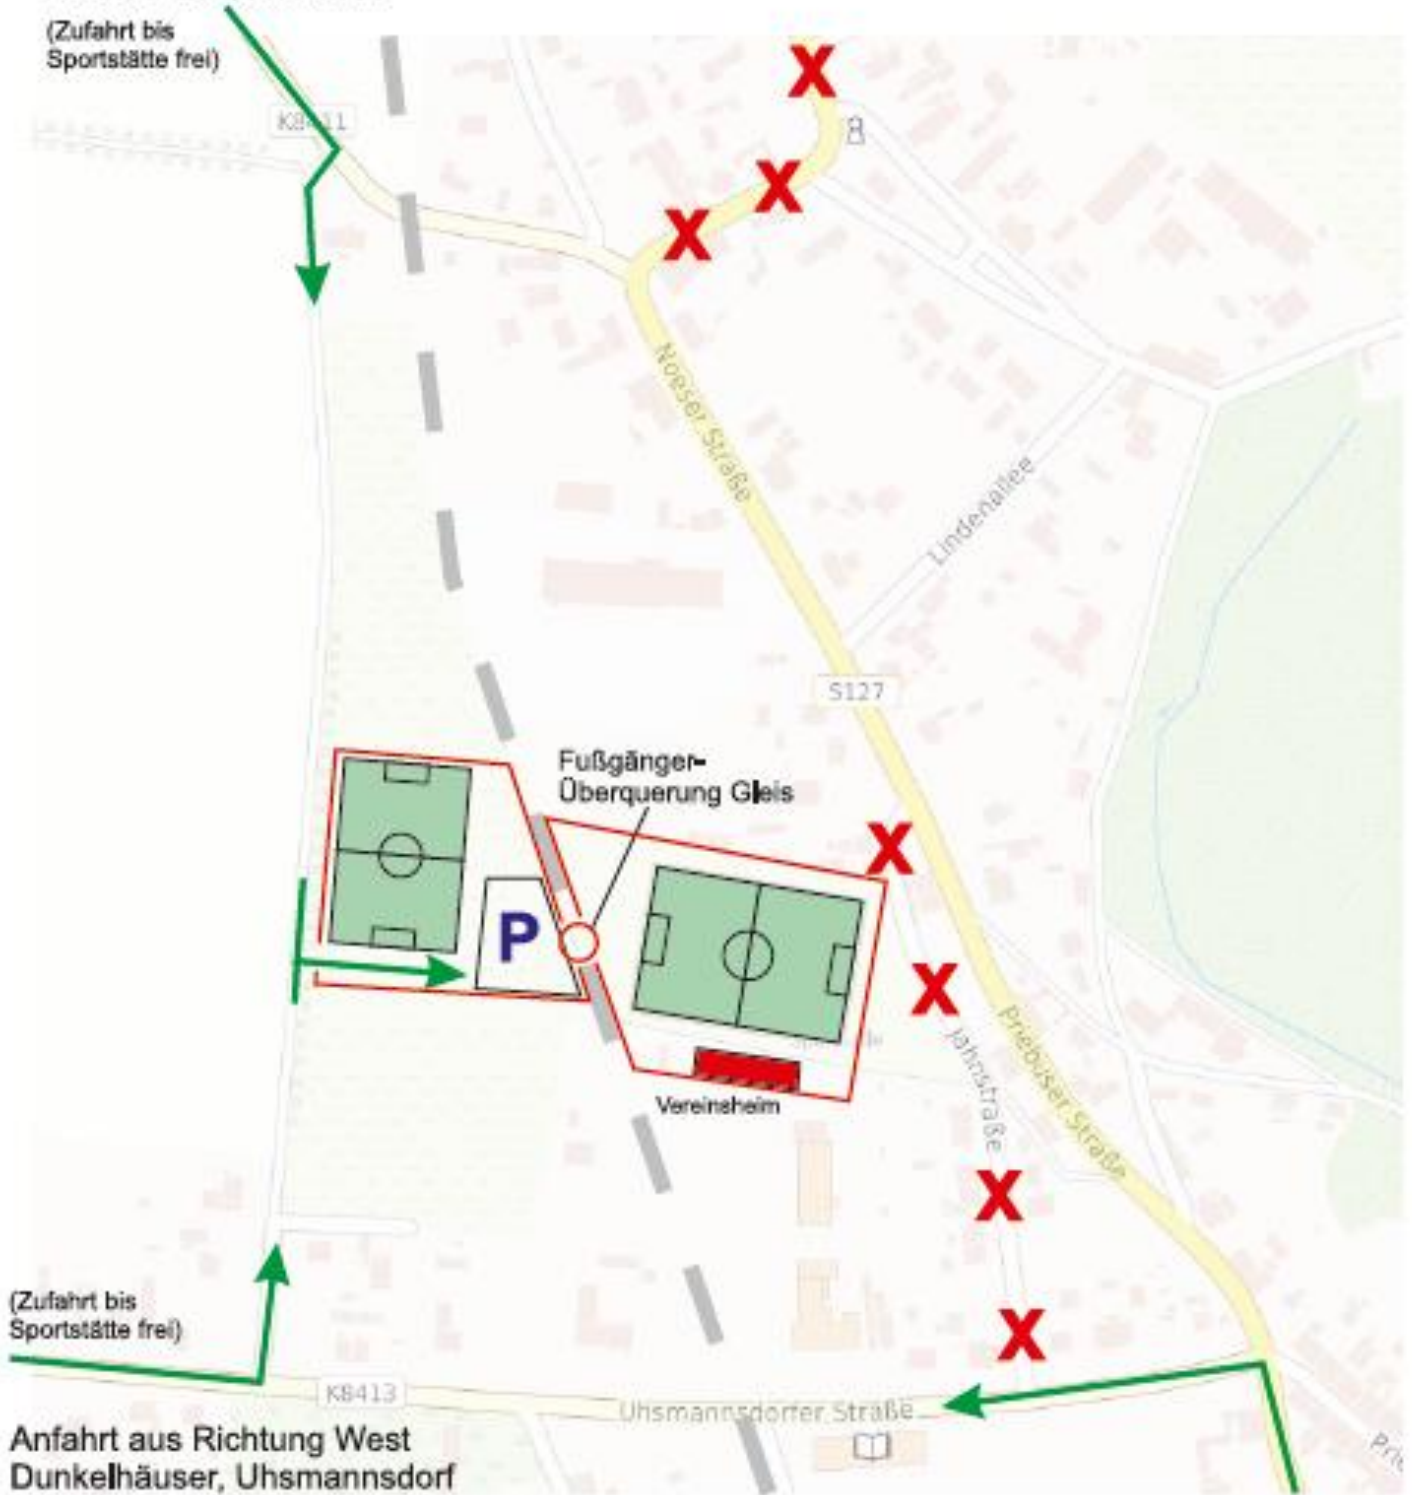 (Zufahrt bis
Sportstätte frei)
K8411
X
X
X
Noeser Straße
Lindenallee
S127
Fußgänger-
Überquerung Gleis
X
P
X
Jahnstraße
Priebuser Straße
Vereinsheim
X
(Zufahrt bis
Sportstätte frei)
X
K8413
Uhsmannsdorfer Straße
Anfahrt aus Richtung West
Dunkelhäuser, Uhsmannsdorf